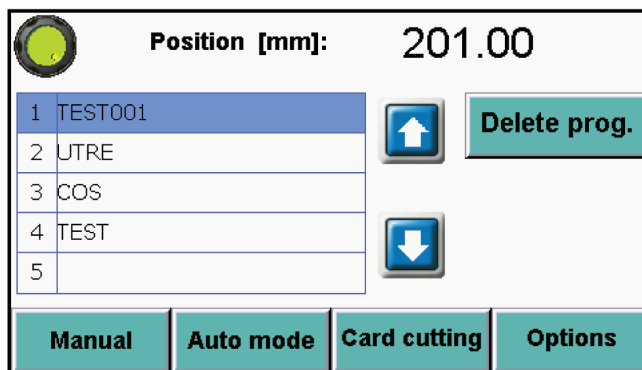 Position [mm]: 201.00
1 TEST001
Delete prog.
2 UTRE
3 COS
4 TEST
5
Manual Auto mode Card cutting Options